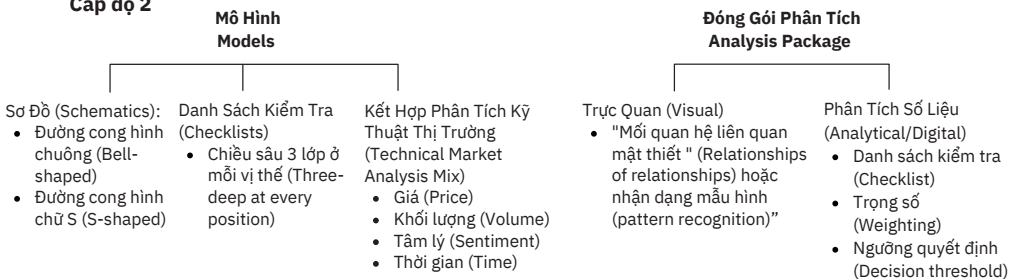 Cấp độ 2
Mô Hình
Models
Đóng Gói Phân Tích
Analysis Package
Sơ Đồ (Schematics):
• Đường cong hình
chuông (Bell-
shaped)
• Đường cong hình
chữ S (S-shaped)
Danh Sách Kiểm Tra
(Checklists)
• Chiều sâu 3 lớp ở
mỗi vị thế (Three-
deep at every
position)
Kết Hợp Phân Tích Kỹ
Thuật Thị Trường
(Technical Market
Analysis Mix)
• Giá (Price)
• Khối lượng (Volume)
• Tâm lý (Sentiment)
• Thời gian (Time)
Trực Quan (Visual)
• "Mối quan hệ liên quan
mật thiết " (Relationships
of relationships) hoặc
nhận dạng mẫu hình
(pattern recognition)”
Phân Tích Số Liệu
(Analytical/Digital)
• Danh sách kiểm tra
(Checklist)
• Trọng số
(Weighting)
• Ngưỡng quyết định
(Decision threshold)